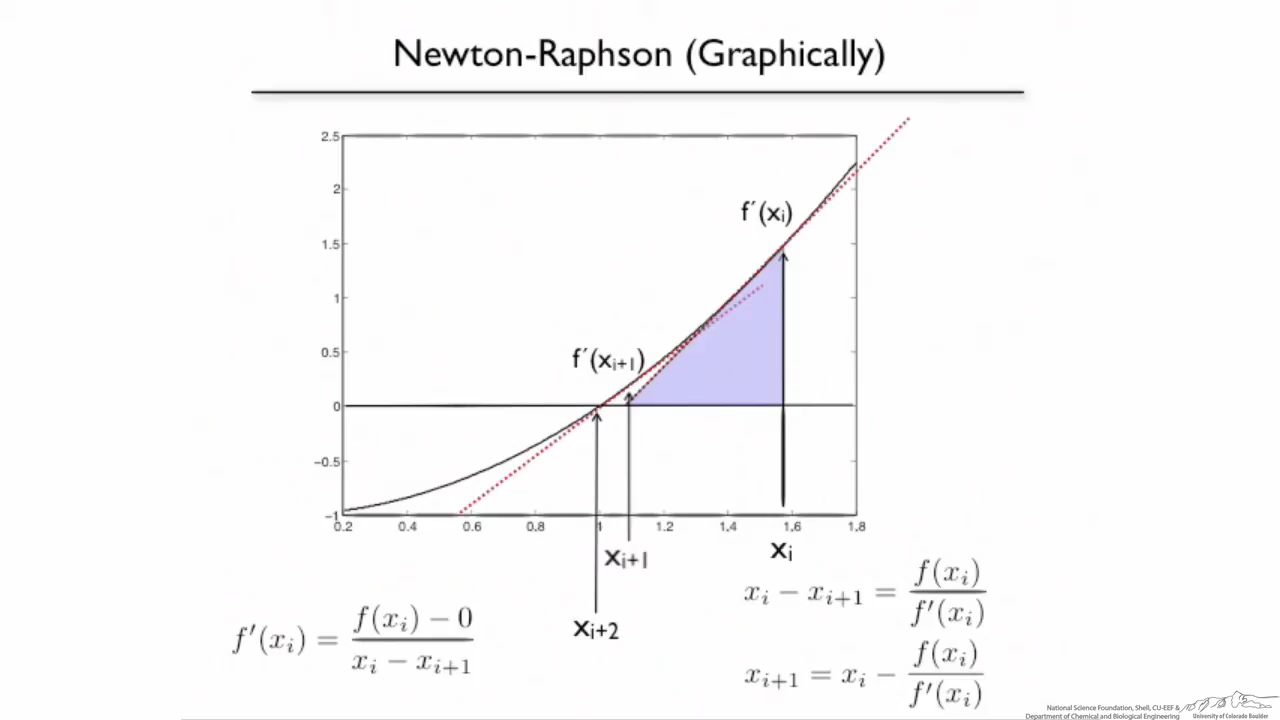 Newton-Raphson (Graphically)
2.5
2
1.5
1
0.5
0
−0.5
−1
0.2 0.4 0.6 0.8 1 1.2 1.4 1.6 1.8
f´(xᵢ)
f´(xᵢ₊₁)
xᵢ
xᵢ₊₁
xᵢ₊₂
f'(xᵢ) = (f(xᵢ) − 0) / (xᵢ − xᵢ₊₁)
xᵢ − xᵢ₊₁ = f(xᵢ) / f'(xᵢ)
xᵢ₊₁ = xᵢ − f(xᵢ) / f'(xᵢ)
National Science Foundation, Shell, CU-EEF &
Department of Chemical and Biological Engineering
University of Colorado Boulder